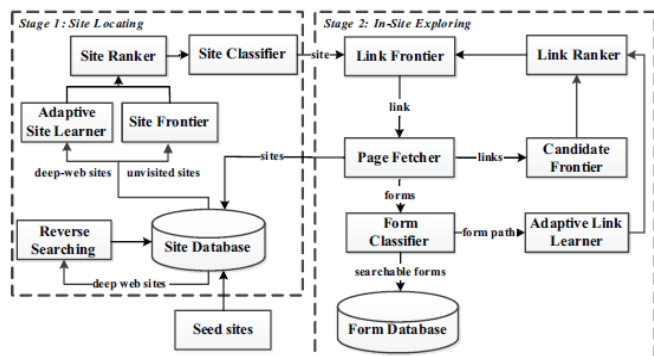 Stage 1: Site Locating
Stage 2: In-Site Exploring
Site Ranker
Site Classifier
site
Link Frontier
Link Ranker
link
Adaptive
Site Learner
Site Frontier
deep-web sites
unvisited sites
sites
Page Fetcher
links
Candidate
Frontier
forms
Reverse
Searching
Site Database
Form
Classifier
form path
Adaptive Link
Learner
deep web sites
searchable forms
Seed sites
Form Database